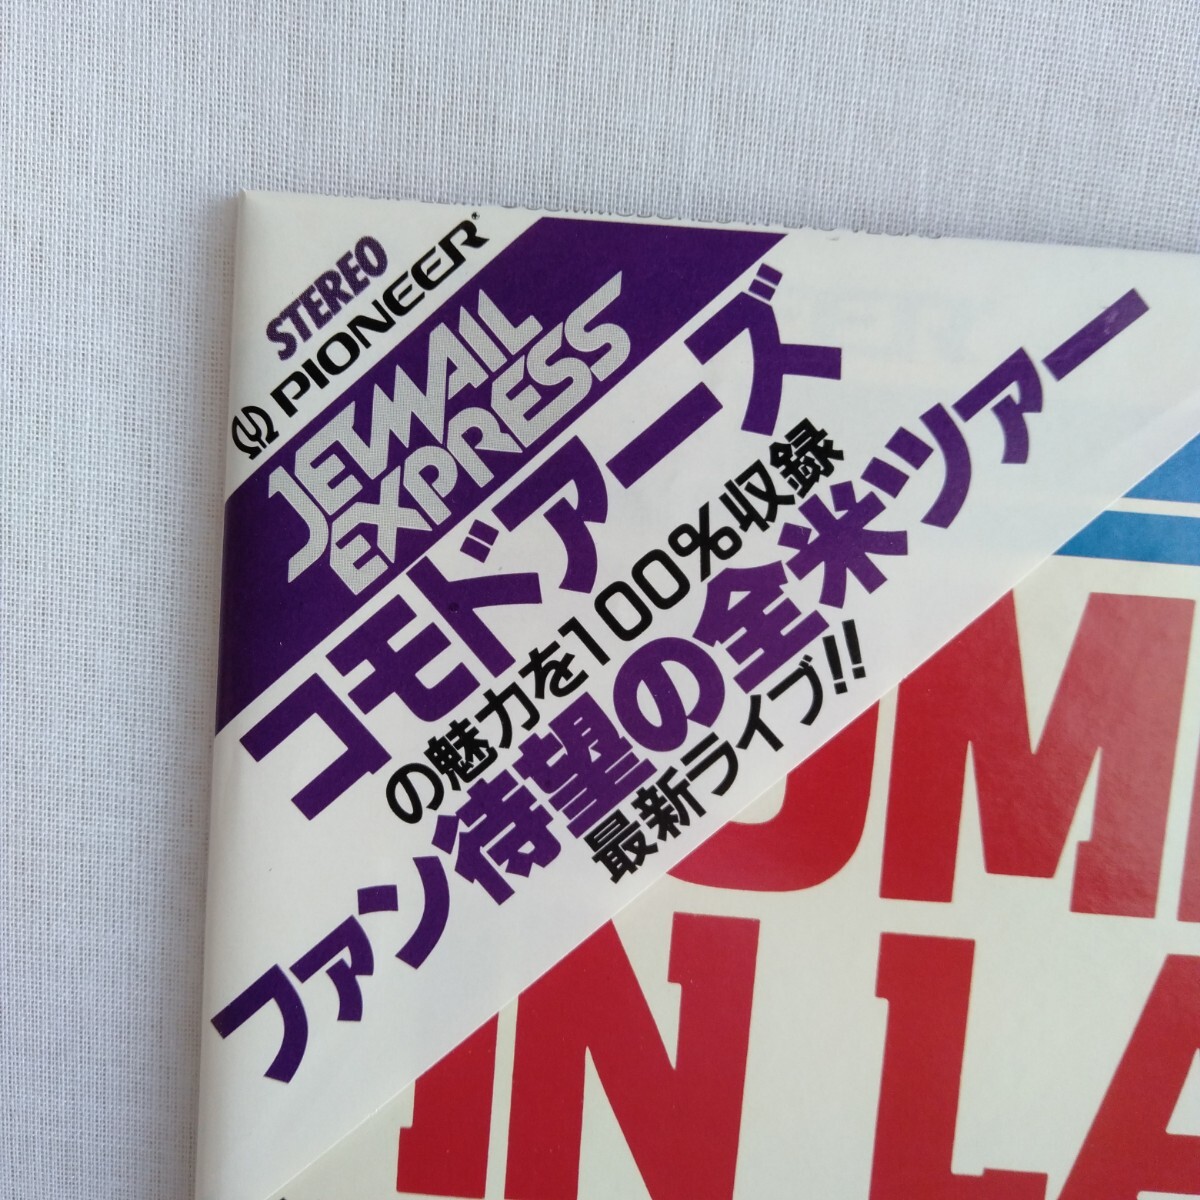 STEREO
PIONEER®
JETMAIL
EXPRESS
コモドアーズ
の魅力を100%収録
ファン待望の全米ツァー
最新ライブ!!
IN LA